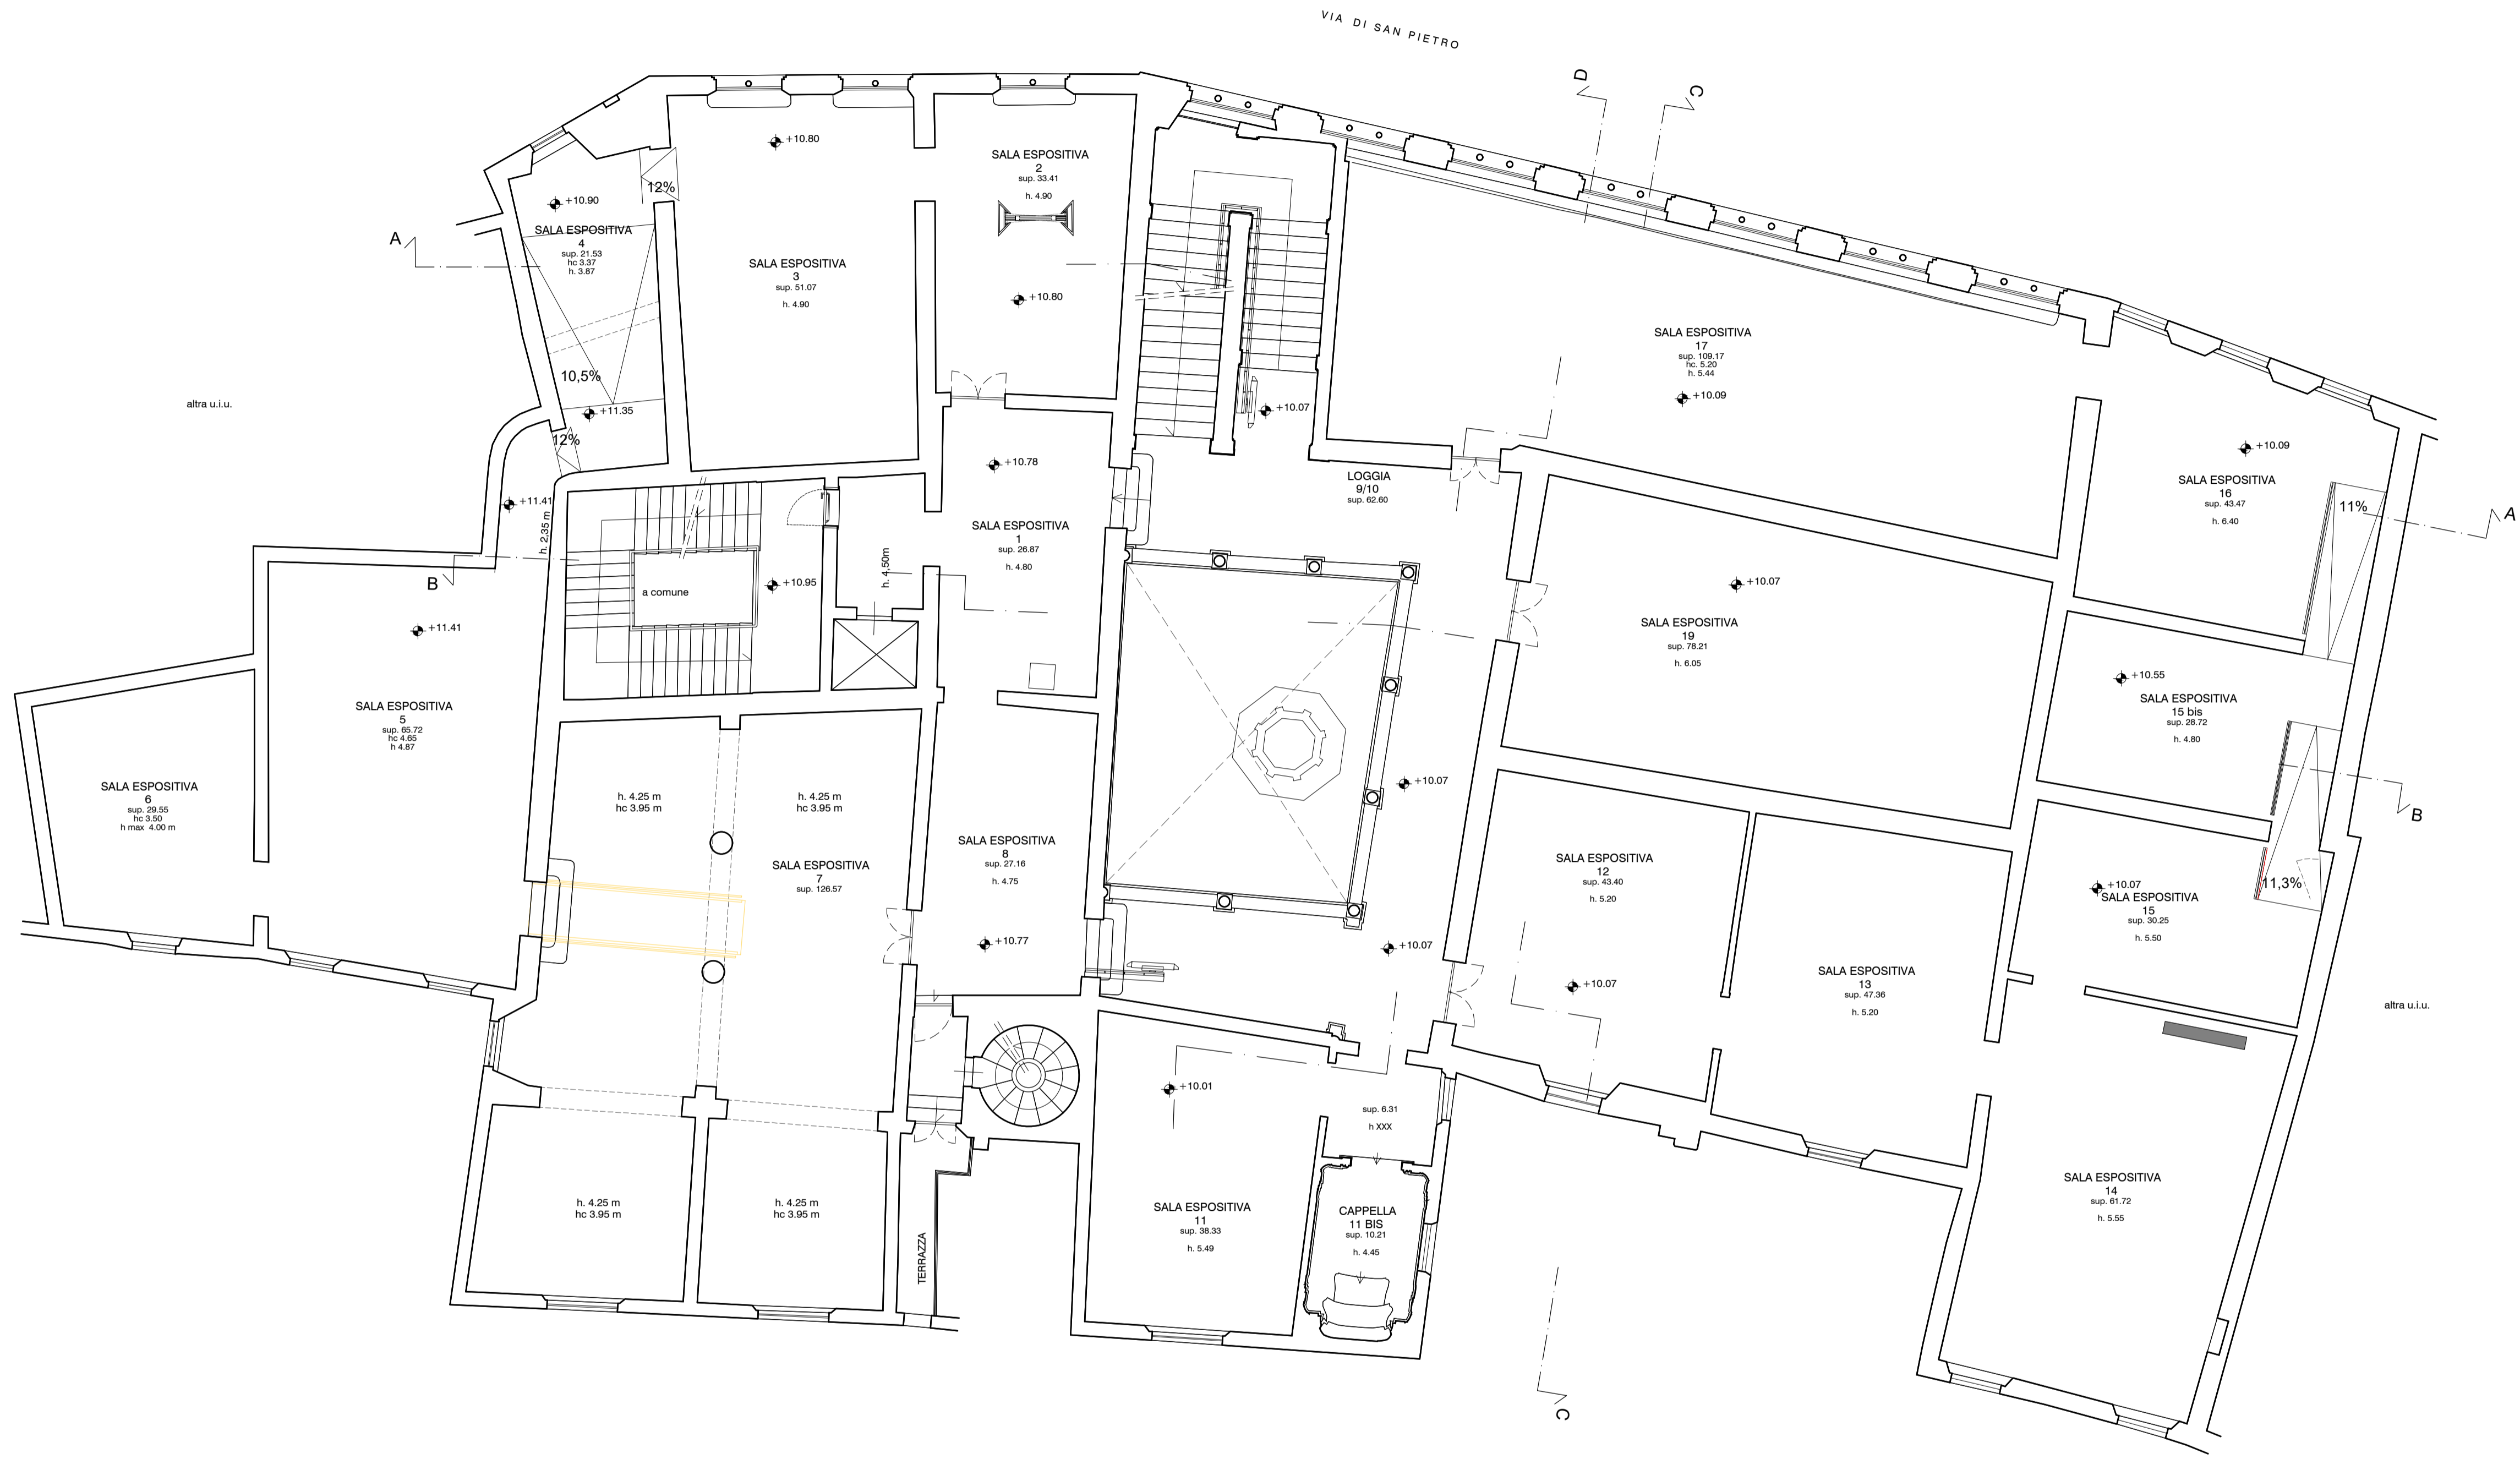 VIA DI SAN PIETRO
D
C
+10.80
SALA ESPOSITIVA
2
sup. 33.41
h. 4.90
12%
+10.90
SALA ESPOSITIVA
4
sup. 21.53
hc 3.37
h. 3.87
A
SALA ESPOSITIVA
3
sup. 51.07
h. 4.90
+10.80
SALA ESPOSITIVA
17
sup. 109.17
hc. 5.20
h. 5.44
+10.09
10,5%
altra u.i.u.
+11.35
+10.07
12%
+10.09
+10.78
LOGGIA
9/10
sup. 62.60
SALA ESPOSITIVA
16
sup. 43.47
h. 6.40
11%
A
+11.41
h. 2,35 m
SALA ESPOSITIVA
1
sup. 26.87
h. 4.80
h. 4,50m
B
a comune
+10.95
+10.07
+11.41
SALA ESPOSITIVA
19
sup. 78.21
h. 6.05
+10.55
SALA ESPOSITIVA
15 bis
sup. 28.72
h. 4.80
SALA ESPOSITIVA
5
sup. 65.72
hc 4.65
h 4.87
SALA ESPOSITIVA
6
sup. 29.55
hc 3.50
h max 4.00 m
h. 4.25 m
hc 3.95 m
h. 4.25 m
hc 3.95 m
+10.07
B
SALA ESPOSITIVA
8
sup. 27.16
h. 4.75
SALA ESPOSITIVA
7
sup. 126.57
SALA ESPOSITIVA
12
sup. 43.40
h. 5.20
+10.07
SALA ESPOSITIVA
15
sup. 30.25
h. 5.50
11,3%
+10.77
+10.07
+10.07
SALA ESPOSITIVA
13
sup. 47.36
h. 5.20
altra u.i.u.
+10.01
sup. 6.31
h XXX
SALA ESPOSITIVA
14
sup. 61.72
h. 5.55
h. 4.25 m
hc 3.95 m
h. 4.25 m
hc 3.95 m
TERRAZZA
SALA ESPOSITIVA
11
sup. 38.33
h. 5.49
CAPPELLA
11 BIS
sup. 10.21
h. 4.45
C